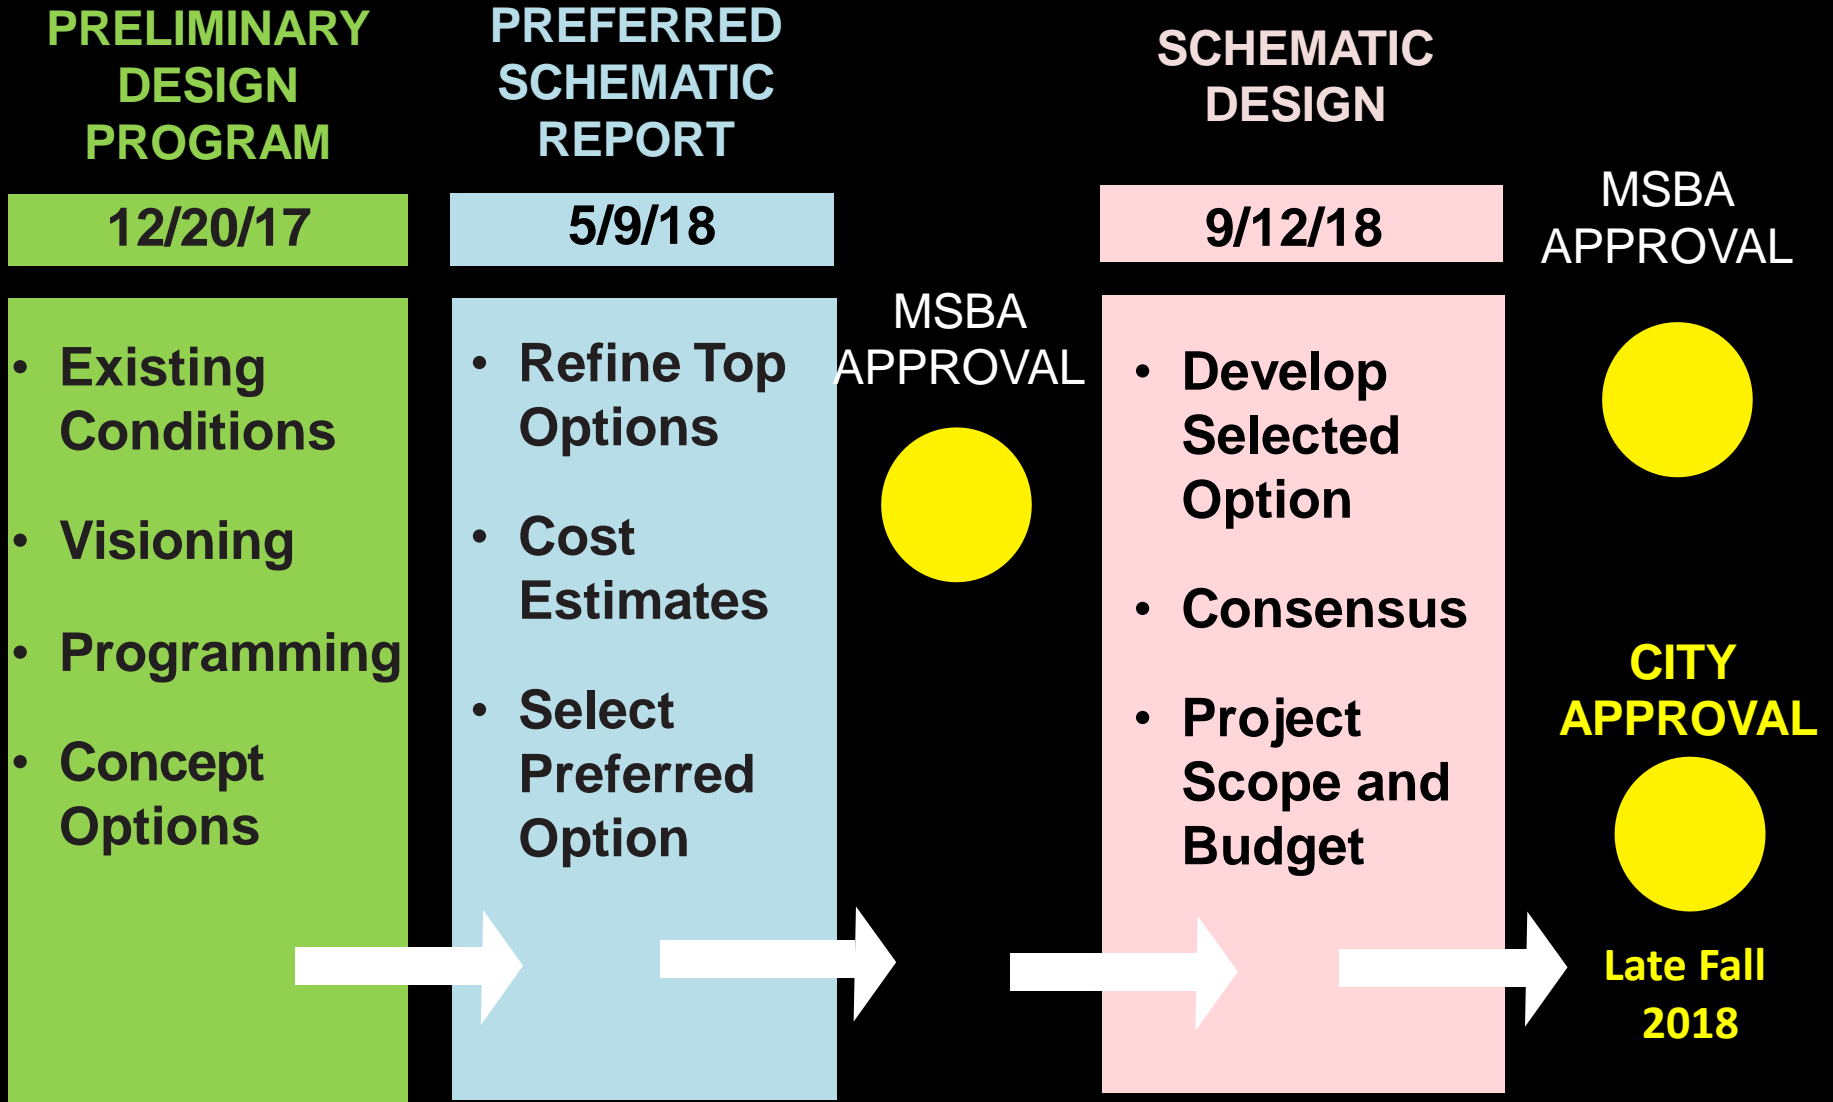 PRELIMINARY
DESIGN
PROGRAM
12/20/17
• Existing
Conditions
• Visioning
• Programming
• Concept
Options
PREFERRED
SCHEMATIC
REPORT
5/9/18
• Refine Top
Options
• Cost
Estimates
• Select
Preferred
Option
MSBA
APPROVAL
SCHEMATIC
DESIGN
9/12/18
• Develop
Selected
Option
• Consensus
• Project
Scope and
Budget
MSBA
APPROVAL
CITY
APPROVAL
Late Fall
2018